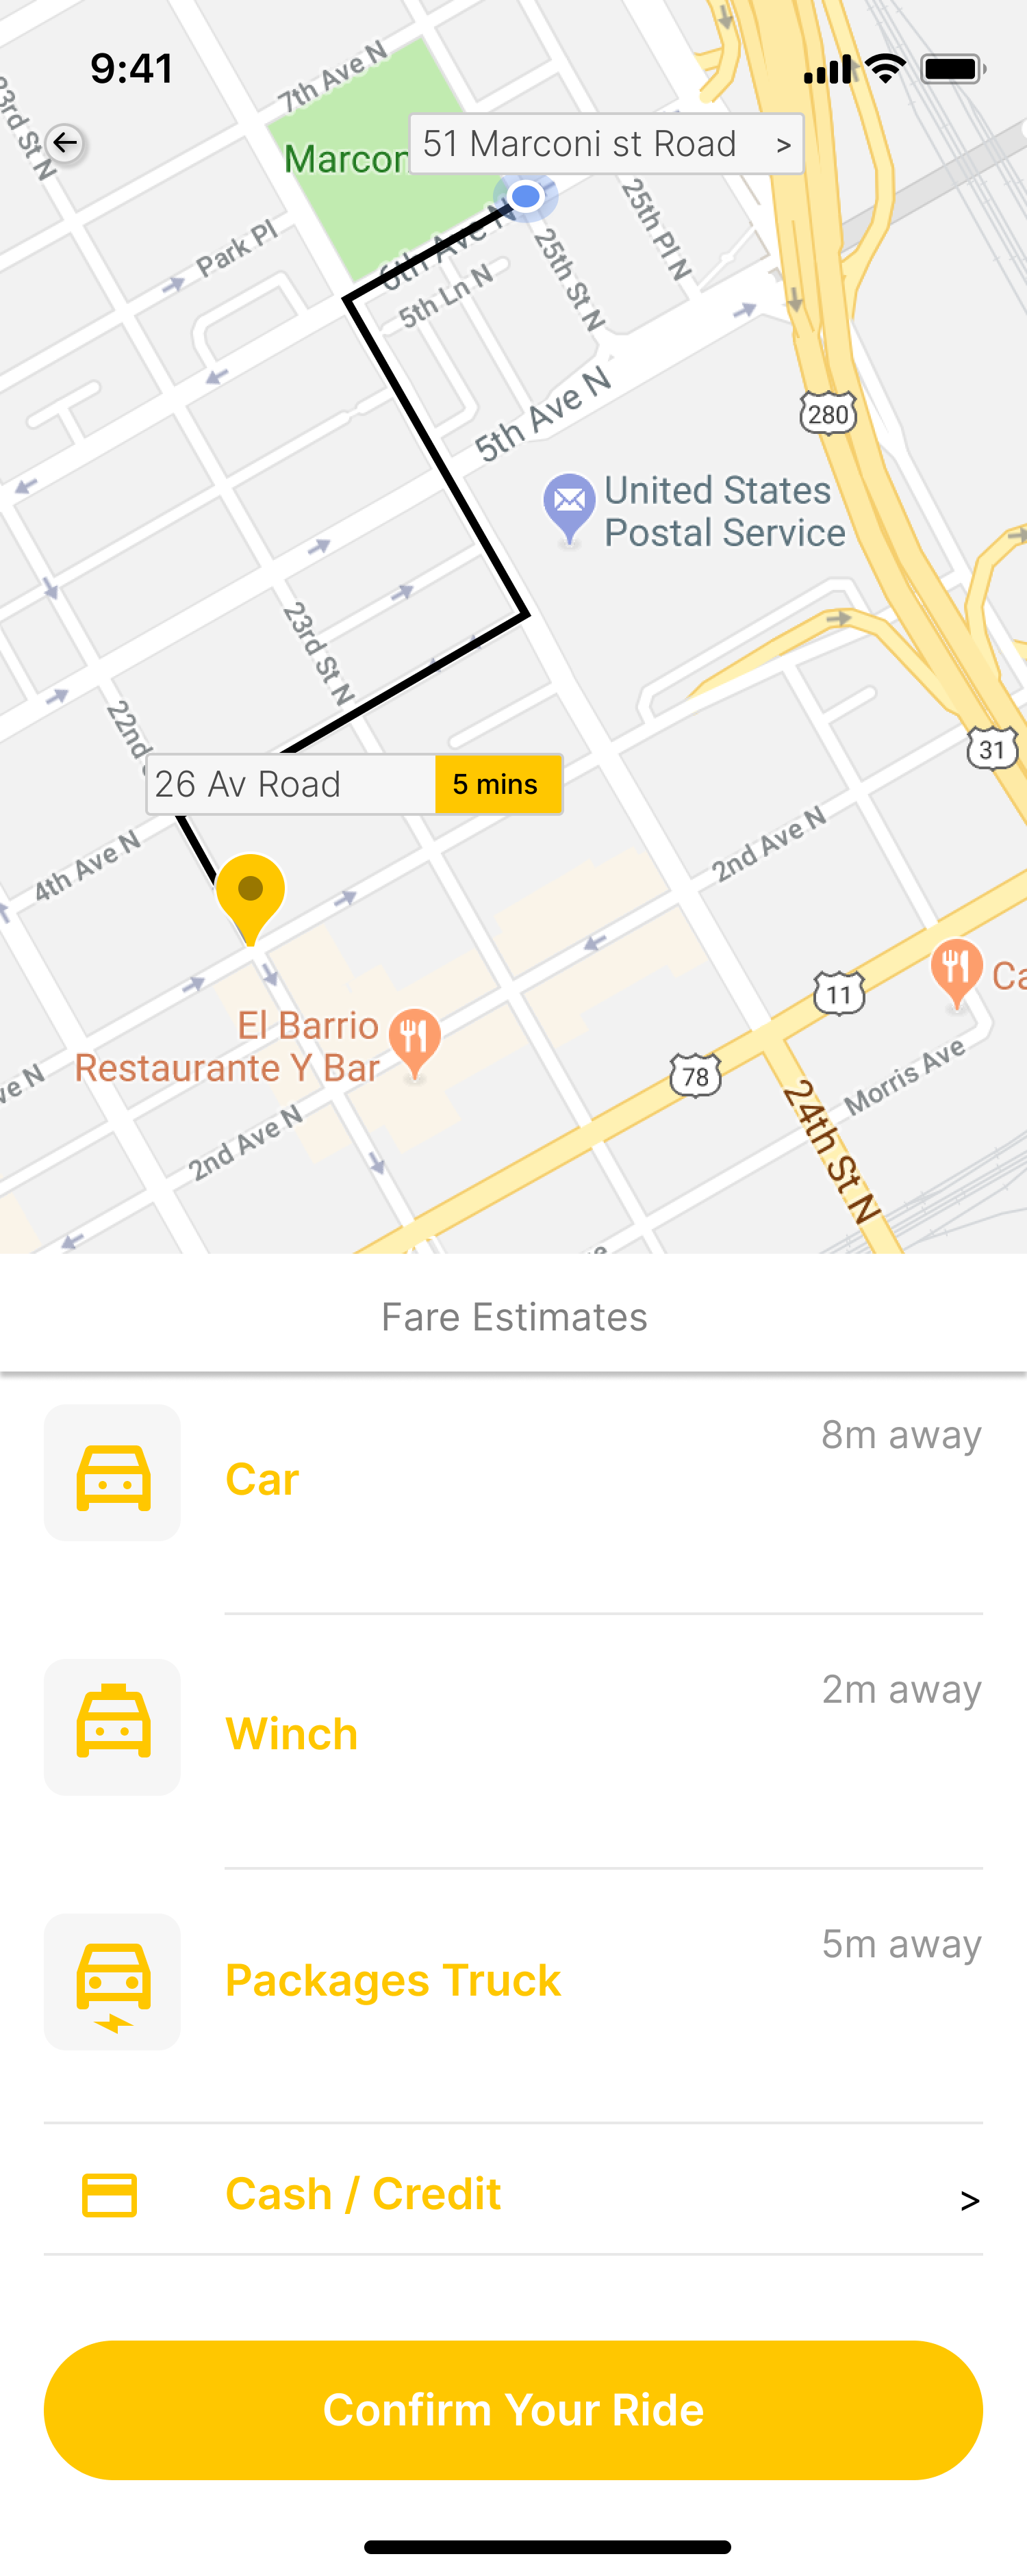 9:41
7th Ave N
23rd St N
51 Marconi st Road >
Marcon
25th Pl N
Park Pl
6th Ave N
25th St N
5th Ln N
5th Ave N
280
United States
Postal Service
23rd St N
22nd
31
26 Av Road 5 mins
4th Ave N
2nd Ave N
Ca
11
El Barrio
Restaurante Y Bar
78
ve N
Morris Ave
24th St N
2nd Ave N
Fare Estimates
8m away
Car
2m away
Winch
5m away
Packages Truck
Cash / Credit >
Confirm Your Ride